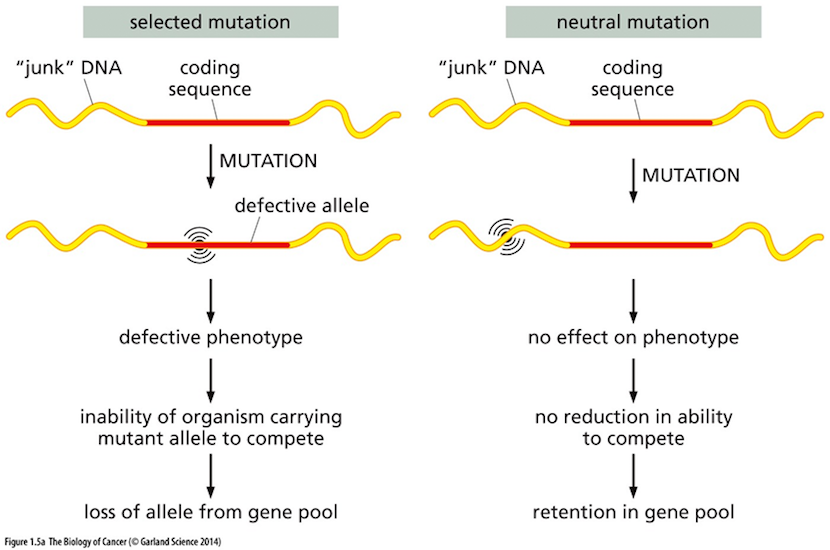 selected mutation
“junk” DNA
coding
sequence
MUTATION
defective allele
defective phenotype
inability of organism carrying
mutant allele to compete
loss of allele from gene pool
neutral mutation
“junk” DNA
coding
sequence
MUTATION
no effect on phenotype
no reduction in ability
to compete
retention in gene pool
Figure 1.5a The Biology of Cancer (© Garland Science 2014)